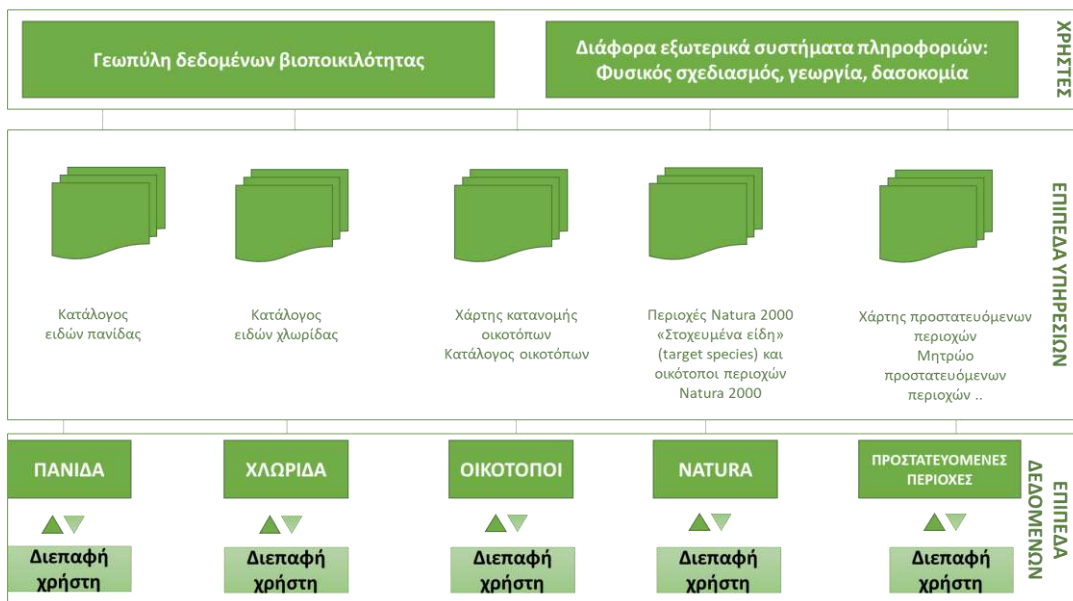 Γεωπύλη δεδομένων βιοποικιλότητας
Διάφορα εξωτερικά συστήματα πληροφοριών:
Φυσικός σχεδιασμός, γεωργία, δασοκομία
ΧΡΗΣΤΕΣ
Κατάλογος
ειδών πανίδας
Κατάλογος
ειδών χλωρίδας
Χάρτης κατανομής
οικοτόπων
Κατάλογος οικοτόπων
Περιοχές Natura 2000
«Στοχευμένα είδη»
(target species) και
οικότοποι περιοχών
Natura 2000
Χάρτης προστατευόμενων
περιοχών
Μητρώο
προστατευόμενων
περιοχών ..
ΕΠΙΠΕΔΑ ΥΠΗΡΕΣΙΩΝ
ΠΑΝΙΔΑ
ΧΛΩΡΙΔΑ
ΟΙΚΟΤΟΠΟΙ
NATURA
ΠΡΟΣΤΑΤΕΥΟΜΕΝΕΣ
ΠΕΡΙΟΧΕΣ
Διεπαφή
χρήστη
Διεπαφή
χρήστη
Διεπαφή
χρήστη
Διεπαφή
χρήστη
Διεπαφή
χρήστη
ΕΠΙΠΕΔΑ
ΔΕΔΟΜΕΝΩΝ